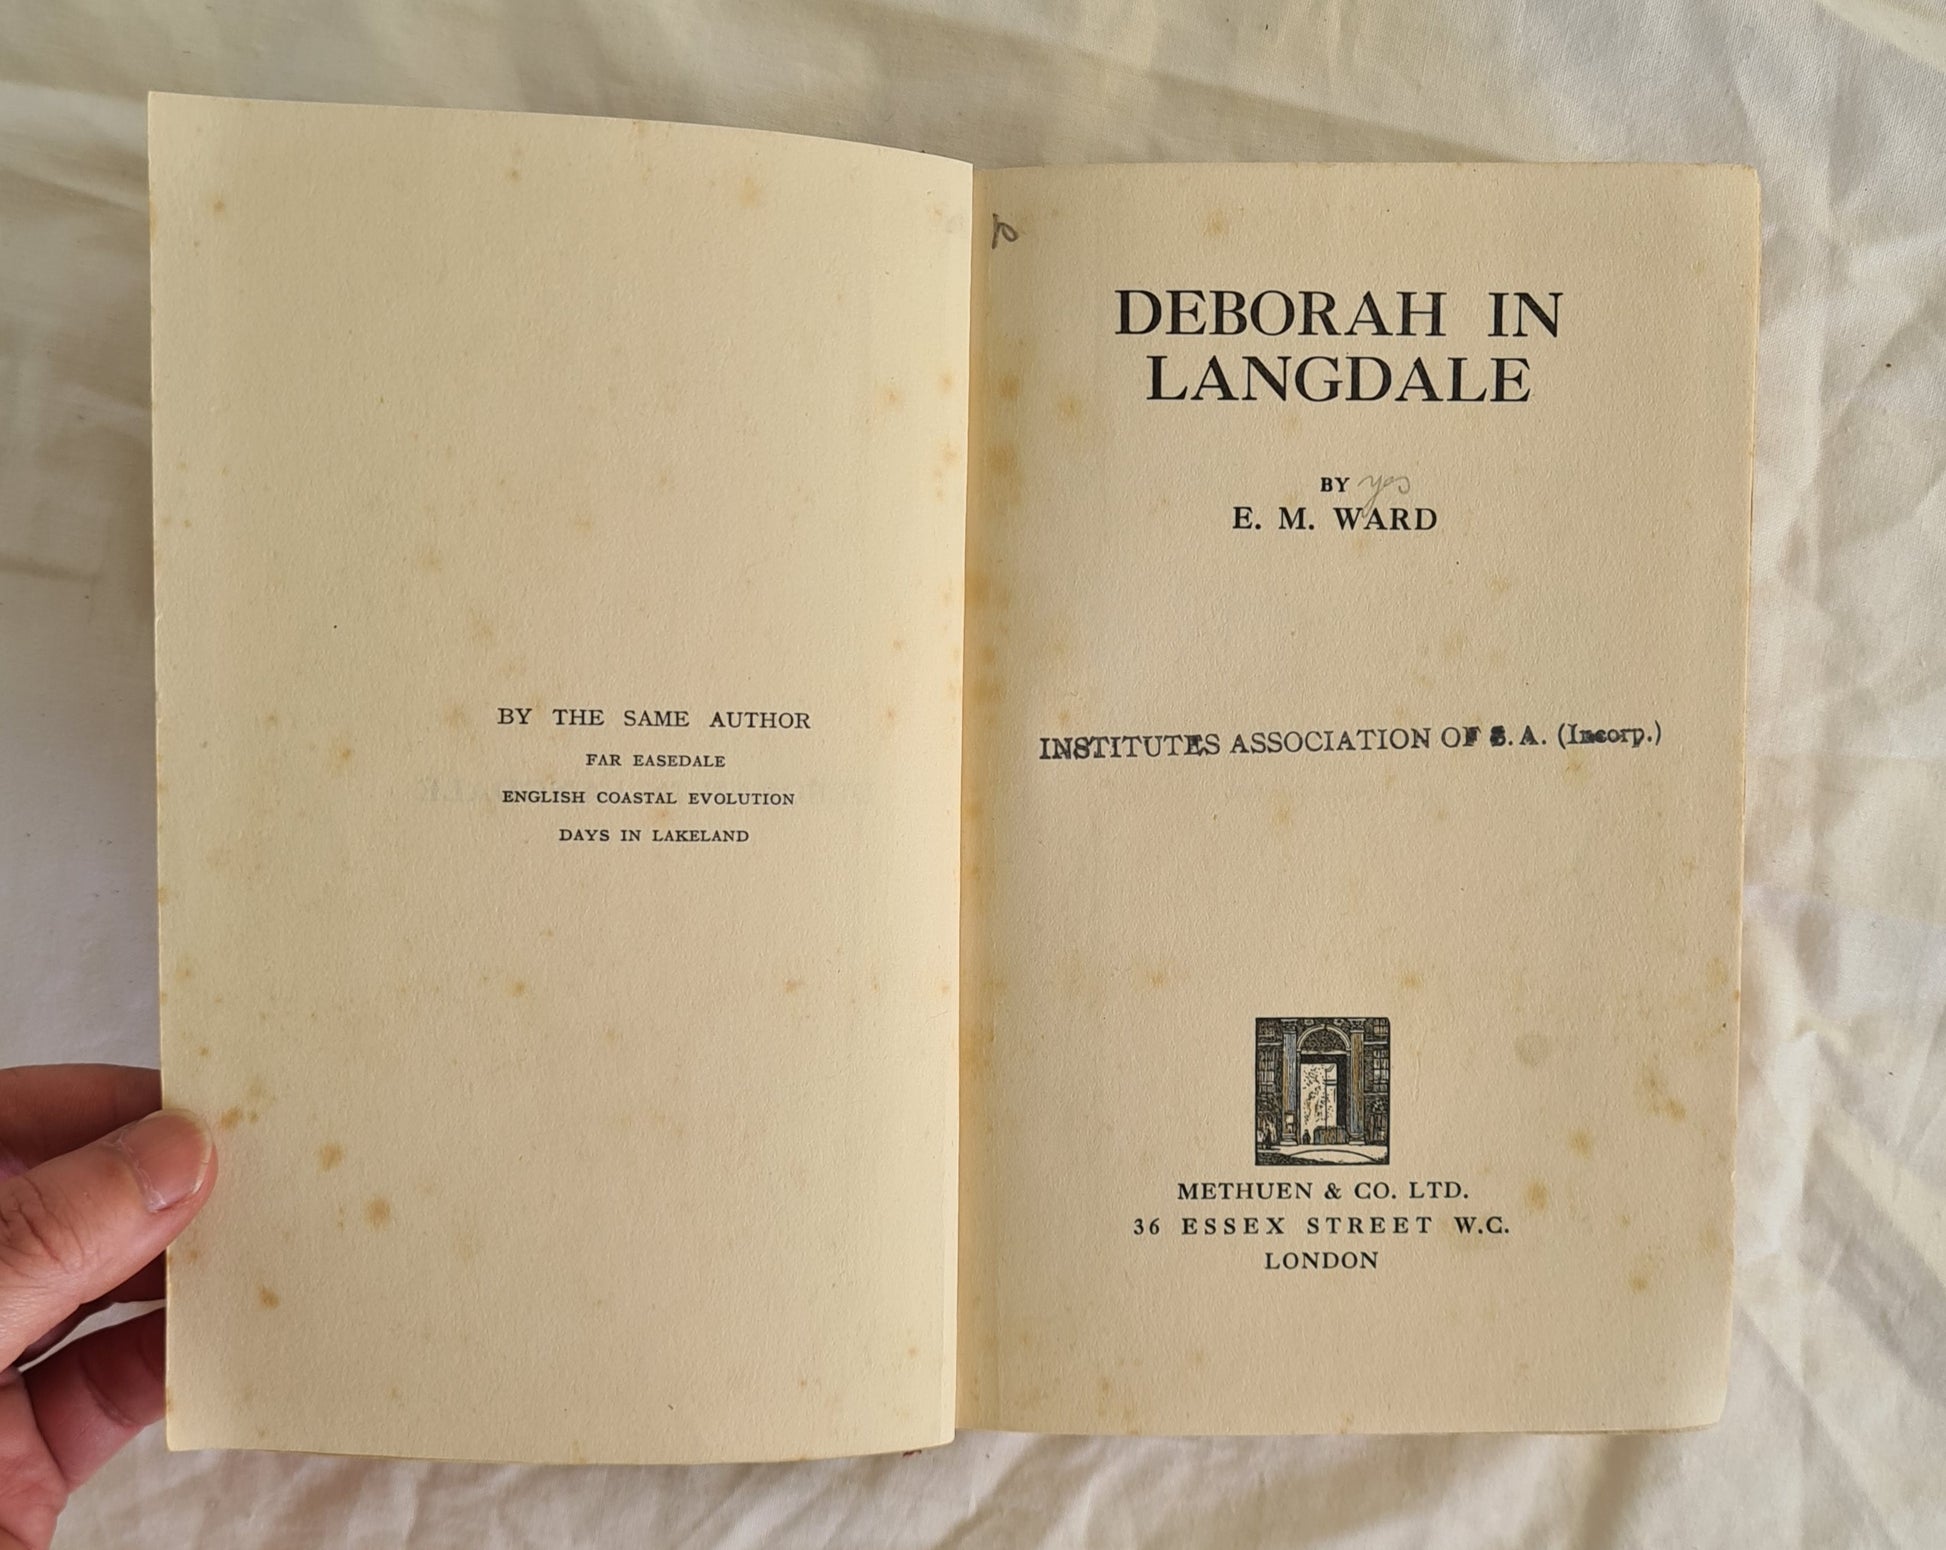 BY THE SAME AUTHOR
FAR EASEDALE
ENGLISH COASTAL EVOLUTION
DAYS IN LAKELAND
DEBORAH IN
LANGDALE
BY yes
E. M. WARD
INSTITUTES ASSOCIATION OF S.A. (Incorp.)
METHUEN & CO. LTD.
36 ESSEX STREET W.C.
LONDON